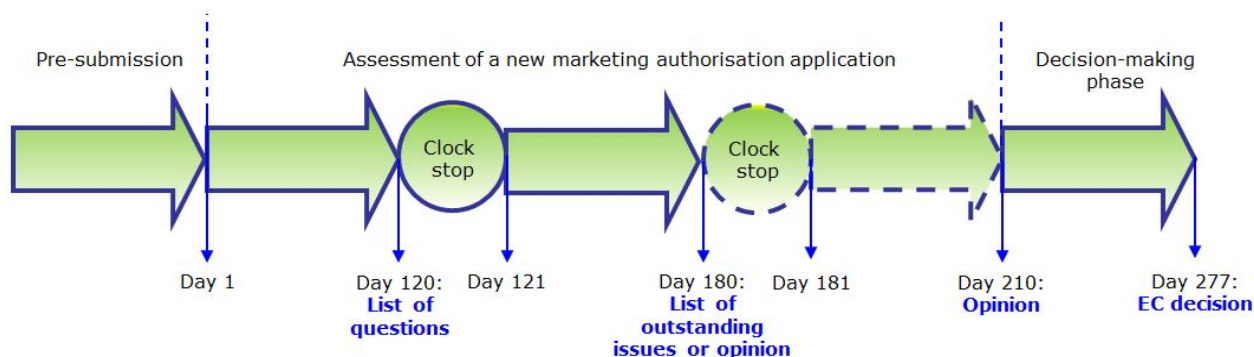 Pre-submission
Assessment of a new marketing authorisation application
Decision-making
phase
Clock
stop
Clock
stop
Day 1
Day 120:
List of
questions
Day 121
Day 180:
List of
outstanding
issues or opinion
Day 181
Day 210:
Opinion
Day 277:
EC decision